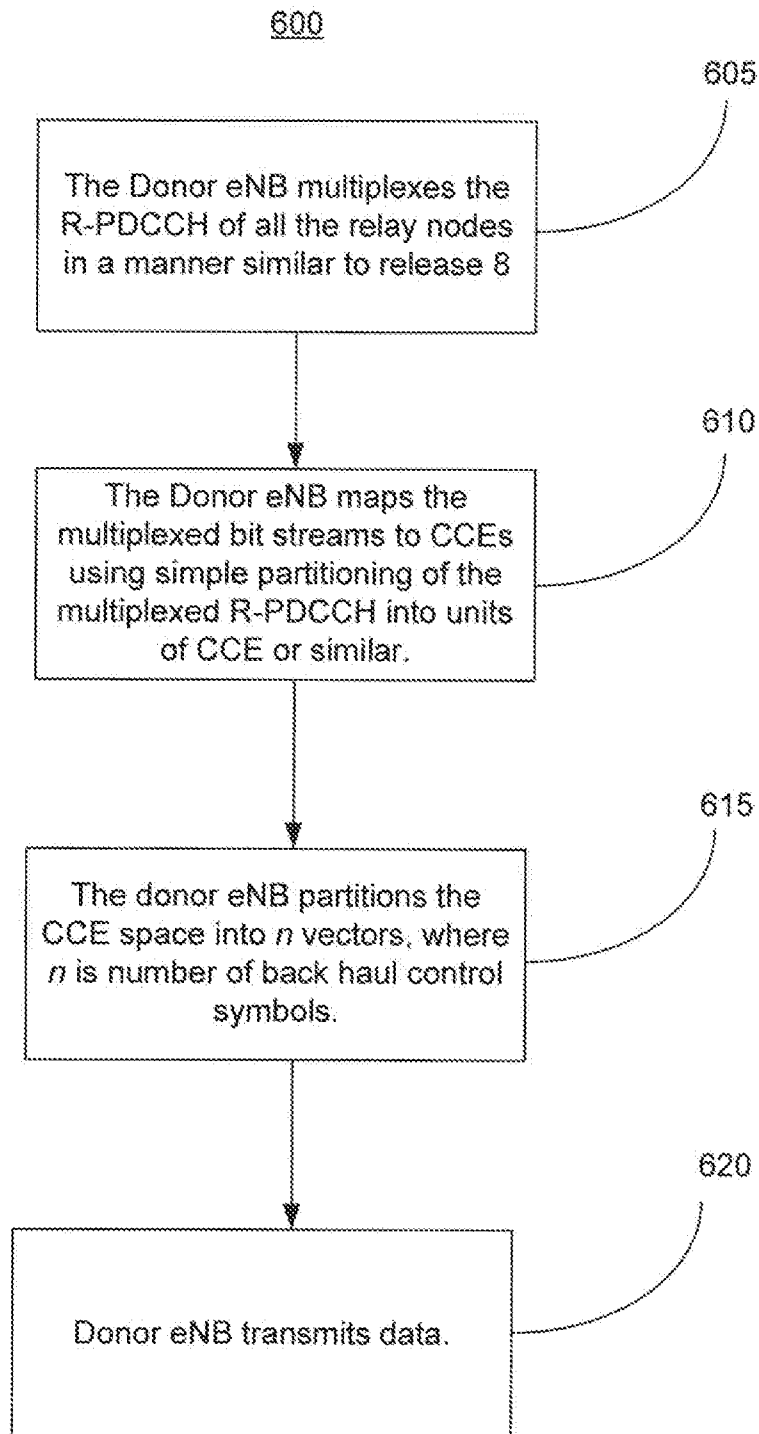 600
605
The Donor eNB multiplexes the
R-PDCCH of all the relay nodes
in a manner similar to release 8
610
The Donor eNB maps the
multiplexed bit streams to CCEs
using simple partitioning of the
multiplexed R-PDCCH into units
of CCE or similar.
615
The donor eNB partitions the
CCE space into n vectors, where
n is number of back haul control
symbols.
620
Donor eNB transmits data.